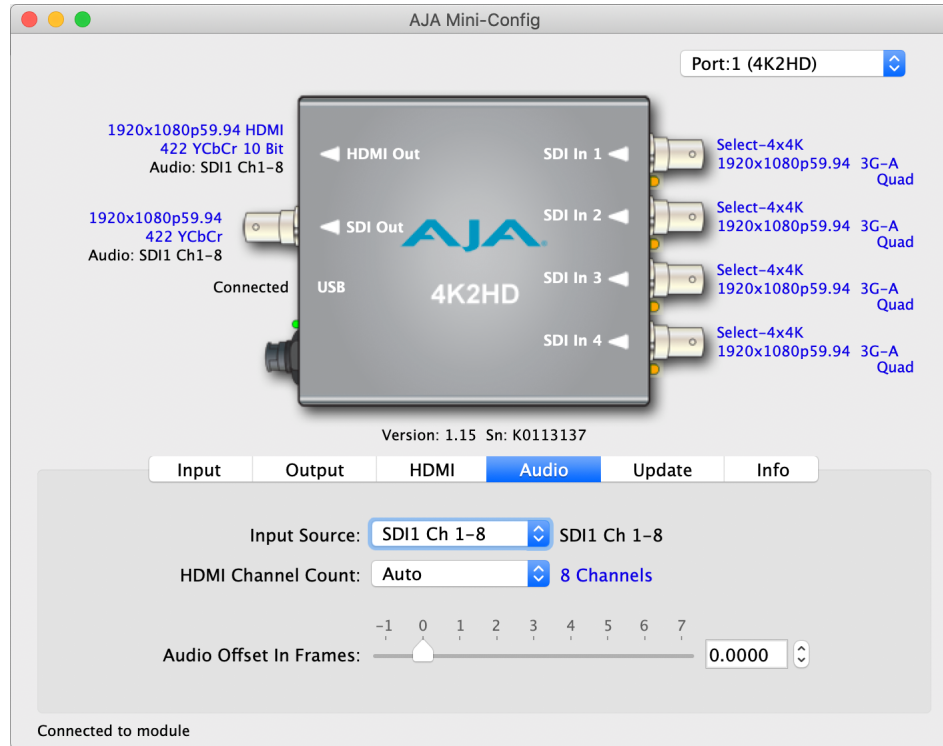 AJA Mini-Config
Port:1 (4K2HD)
1920x1080p59.94 HDMI
422 YCbCr 10 Bit
Audio: SDI1 Ch1-8
1920x1080p59.94
422 YCbCr
Audio: SDI1 Ch1-8
Connected
HDMI Out
SDI Out
USB
AJA
4K2HD
SDI In 1
SDI In 2
SDI In 3
SDI In 4
Select-4x4K
1920x1080p59.94 3G-A
Quad
Select-4x4K
1920x1080p59.94 3G-A
Quad
Select-4x4K
1920x1080p59.94 3G-A
Quad
Select-4x4K
1920x1080p59.94 3G-A
Quad
Version: 1.15 Sn: K0113137
Input Output HDMI Audio Update Info
Input Source: SDI1 Ch 1-8 SDI1 Ch 1-8
HDMI Channel Count: Auto 8 Channels
-1 0 1 2 3 4 5 6 7
Audio Offset In Frames: 0.0000
Connected to module